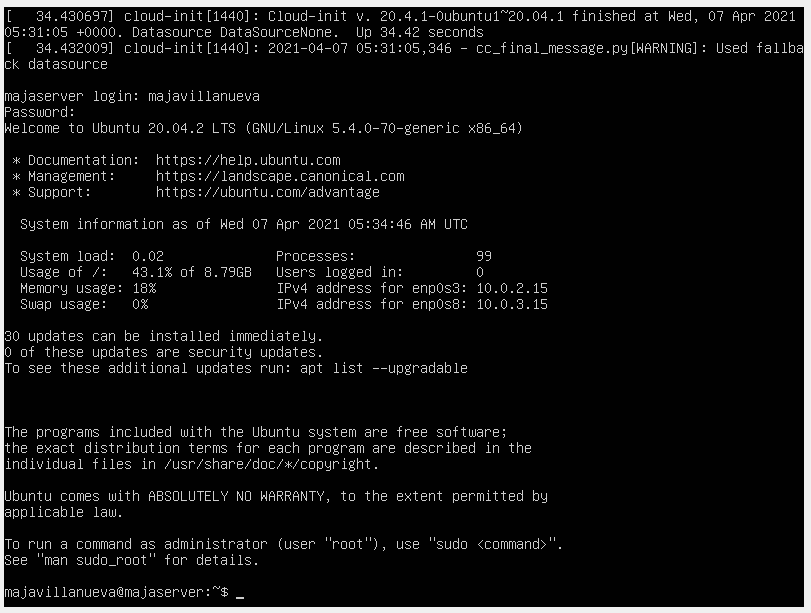 [   34.430697] cloud-init[1440]: Cloud-init v. 20.4.1-0ubuntu1~20.04.1 finished at Wed, 07 Apr 2021
05:31:05 +0000. Datasource DataSourceNone.  Up 34.42 seconds
[   34.432009] cloud-init[1440]: 2021-04-07 05:31:05,346 - cc_final_message.py[WARNING]: Used fallba
ck datasource
majaserver login: majavillanueva
Password:
Welcome to Ubuntu 20.04.2 LTS (GNU/Linux 5.4.0-70-generic x86_64)
 * Documentation:  https://help.ubuntu.com
 * Management:     https://landscape.canonical.com
 * Support:        https://ubuntu.com/advantage
  System information as of Wed 07 Apr 2021 05:34:46 AM UTC
  System load:  0.02              Processes:               99
  Usage of /:   43.1% of 8.79GB   Users logged in:         0
  Memory usage: 18%               IPv4 address for enp0s3: 10.0.2.15
  Swap usage:   0%                IPv4 address for enp0s8: 10.0.3.15
30 updates can be installed immediately.
0 of these updates are security updates.
To see these additional updates run: apt list --upgradable
The programs included with the Ubuntu system are free software;
the exact distribution terms for each program are described in the
individual files in /usr/share/doc/*/copyright.
Ubuntu comes with ABSOLUTELY NO WARRANTY, to the extent permitted by
applicable law.
To run a command as administrator (user "root"), use "sudo <command>".
See "man sudo_root" for details.
majavillanueva@majaserver:~$ _